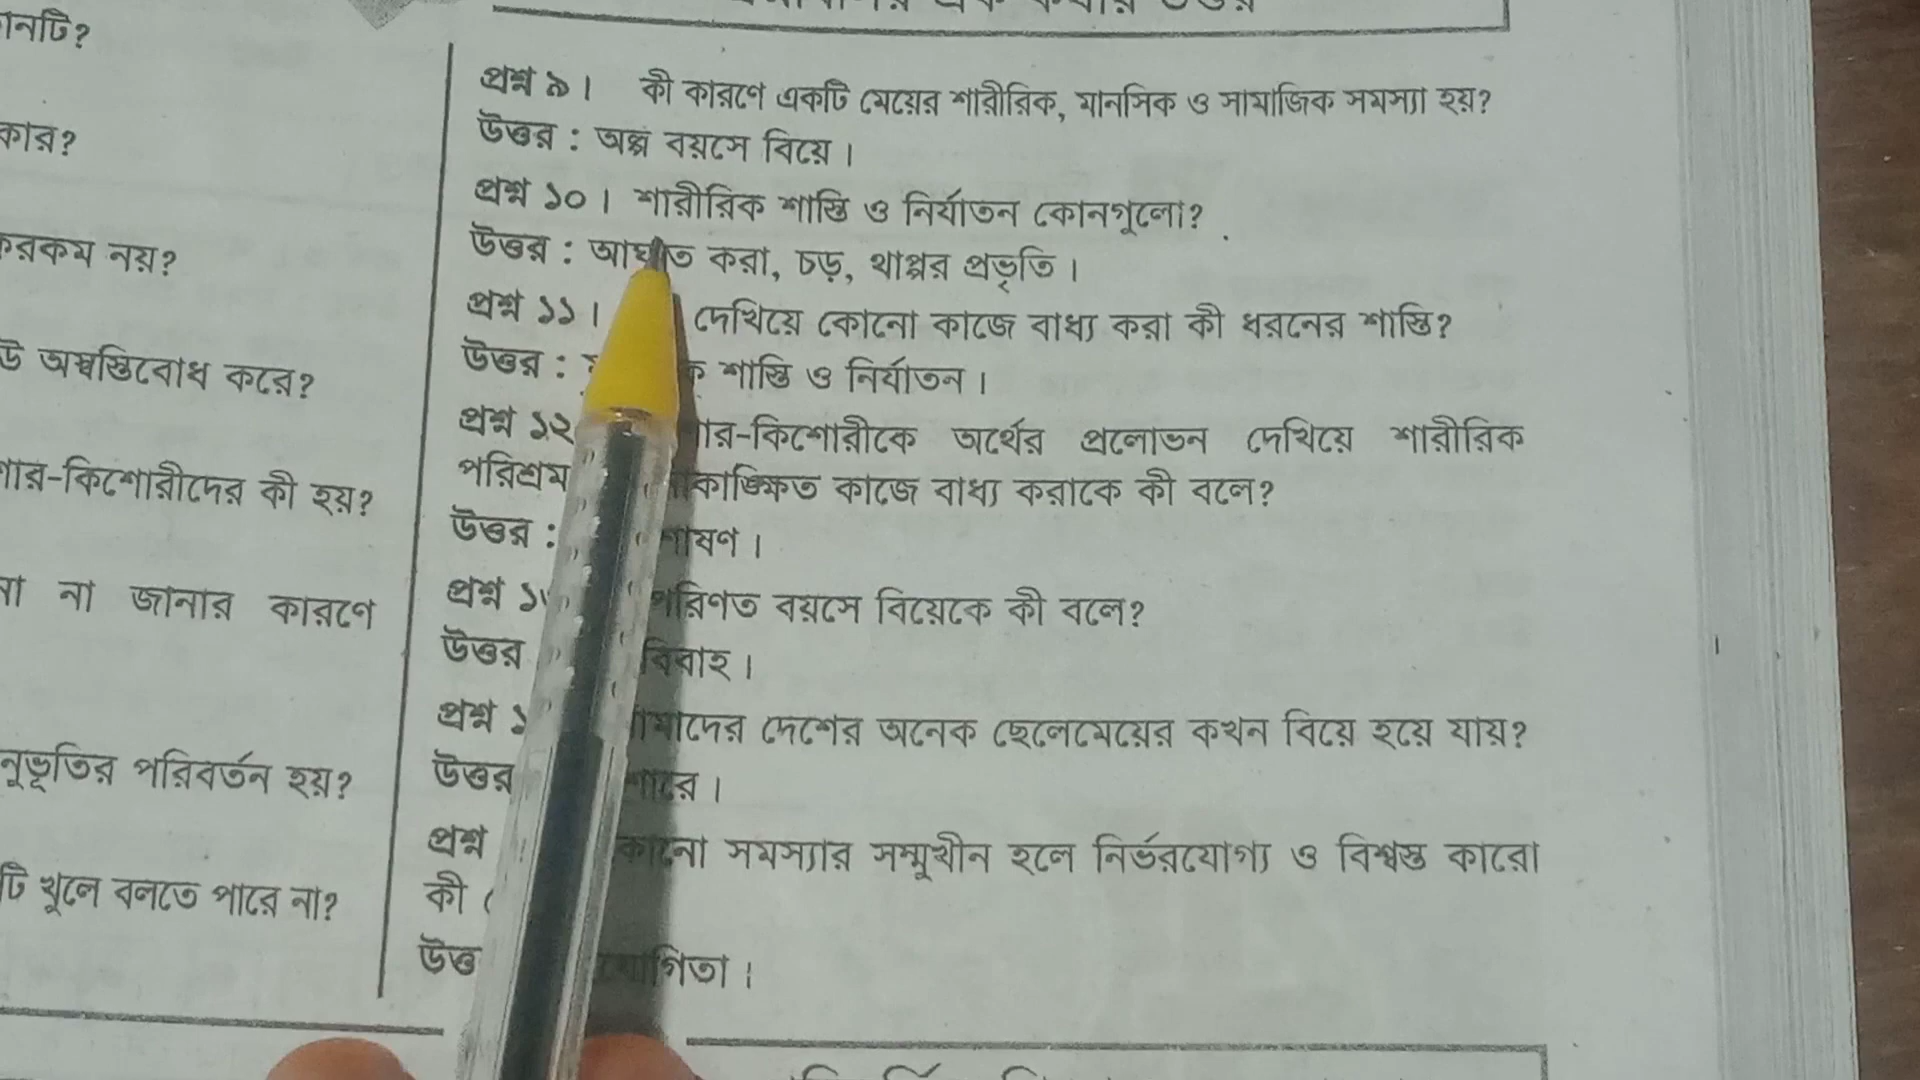 নটি?
কার?
করকম নয়?
অস্বস্তিবোধ করে?
শোর-কিশোরীদের কী হয়?
না জানার কারণে
নুভূতির পরিবর্তন হয়?
টি খুলে বলতে পারে না?
প্রশ্ন ৯। কী কারণে একটি মেয়ের শারীরিক, মানসিক ও সামাজিক সমস্যা হয়?
উত্তর : অল্প বয়সে বিয়ে।
প্রশ্ন ১০। শারীরিক শাস্তি ও নির্যাতন কোনগুলো?
উত্তর : আঘাত করা, চড়, থাপ্পর প্রভৃতি।
প্রশ্ন ১১। দেখিয়ে কোনো কাজে বাধ্য করা কী ধরনের শাস্তি?
উত্তর : ক শাস্তি ও নির্যাতন।
প্রশ্ন ১২ শোর-কিশোরীকে অর্থের প্রলোভন দেখিয়ে শারীরিক
পরিশ্রম কাঙ্ক্ষিত কাজে বাধ্য করাকে কী বলে?
উত্তর : শোষণ।
প্রশ্ন ১ পরিণত বয়সে বিয়েকে কী বলে?
উত্তর বিবাহ।
প্রশ্ন ১ আমাদের দেশের অনেক ছেলেমেয়ের কখন বিয়ে হয়ে যায়?
উত্তর শোরে।
প্রশ্ন কোনো সমস্যার সম্মুখীন হলে নির্ভরযোগ্য ও বিশ্বস্ত কারো
কী
উত্ত যোগিতা।